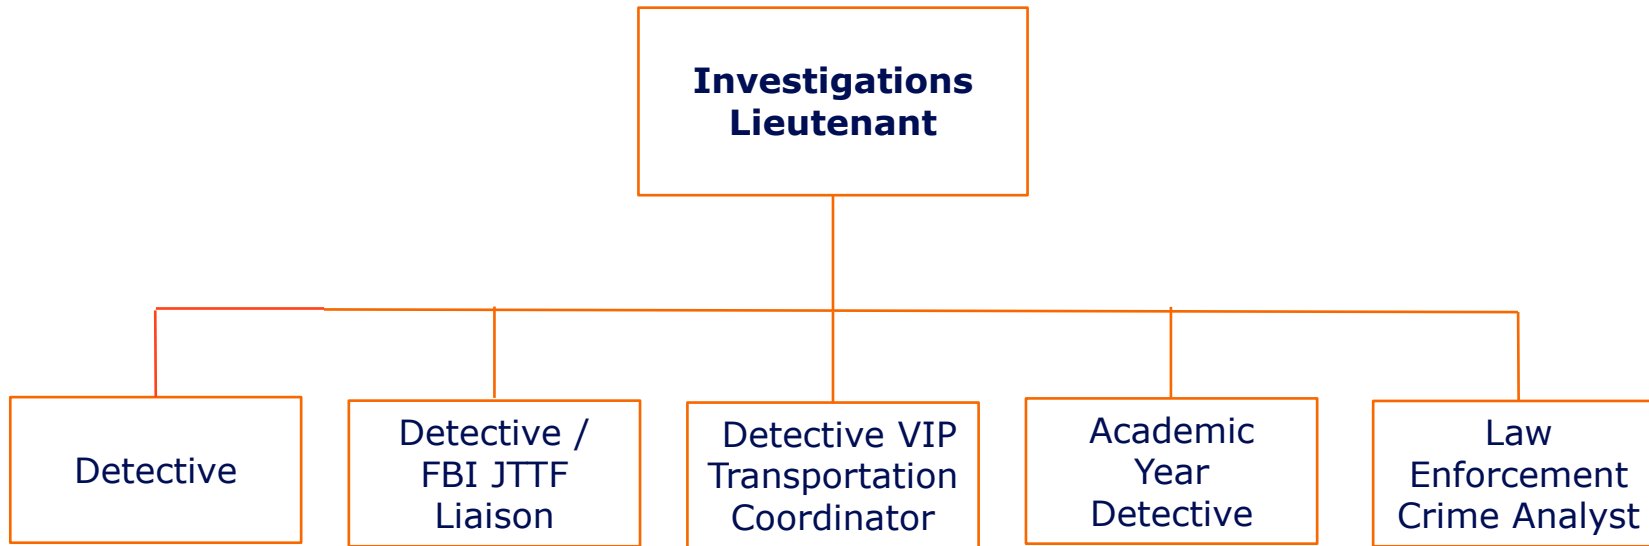 Investigations
Lieutenant
Detective
Detective /
FBI JTTF
Liaison
Detective VIP
Transportation
Coordinator
Academic
Year
Detective
Law
Enforcement
Crime Analyst